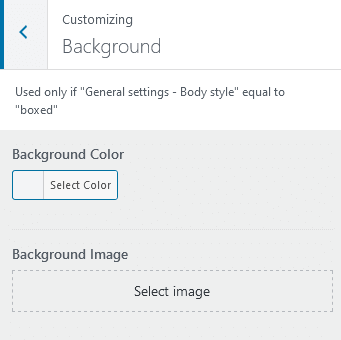 Customizing
Background
Used only if "General settings - Body style" equal to
"boxed"
Background Color
Select Color
Background Image
Select image